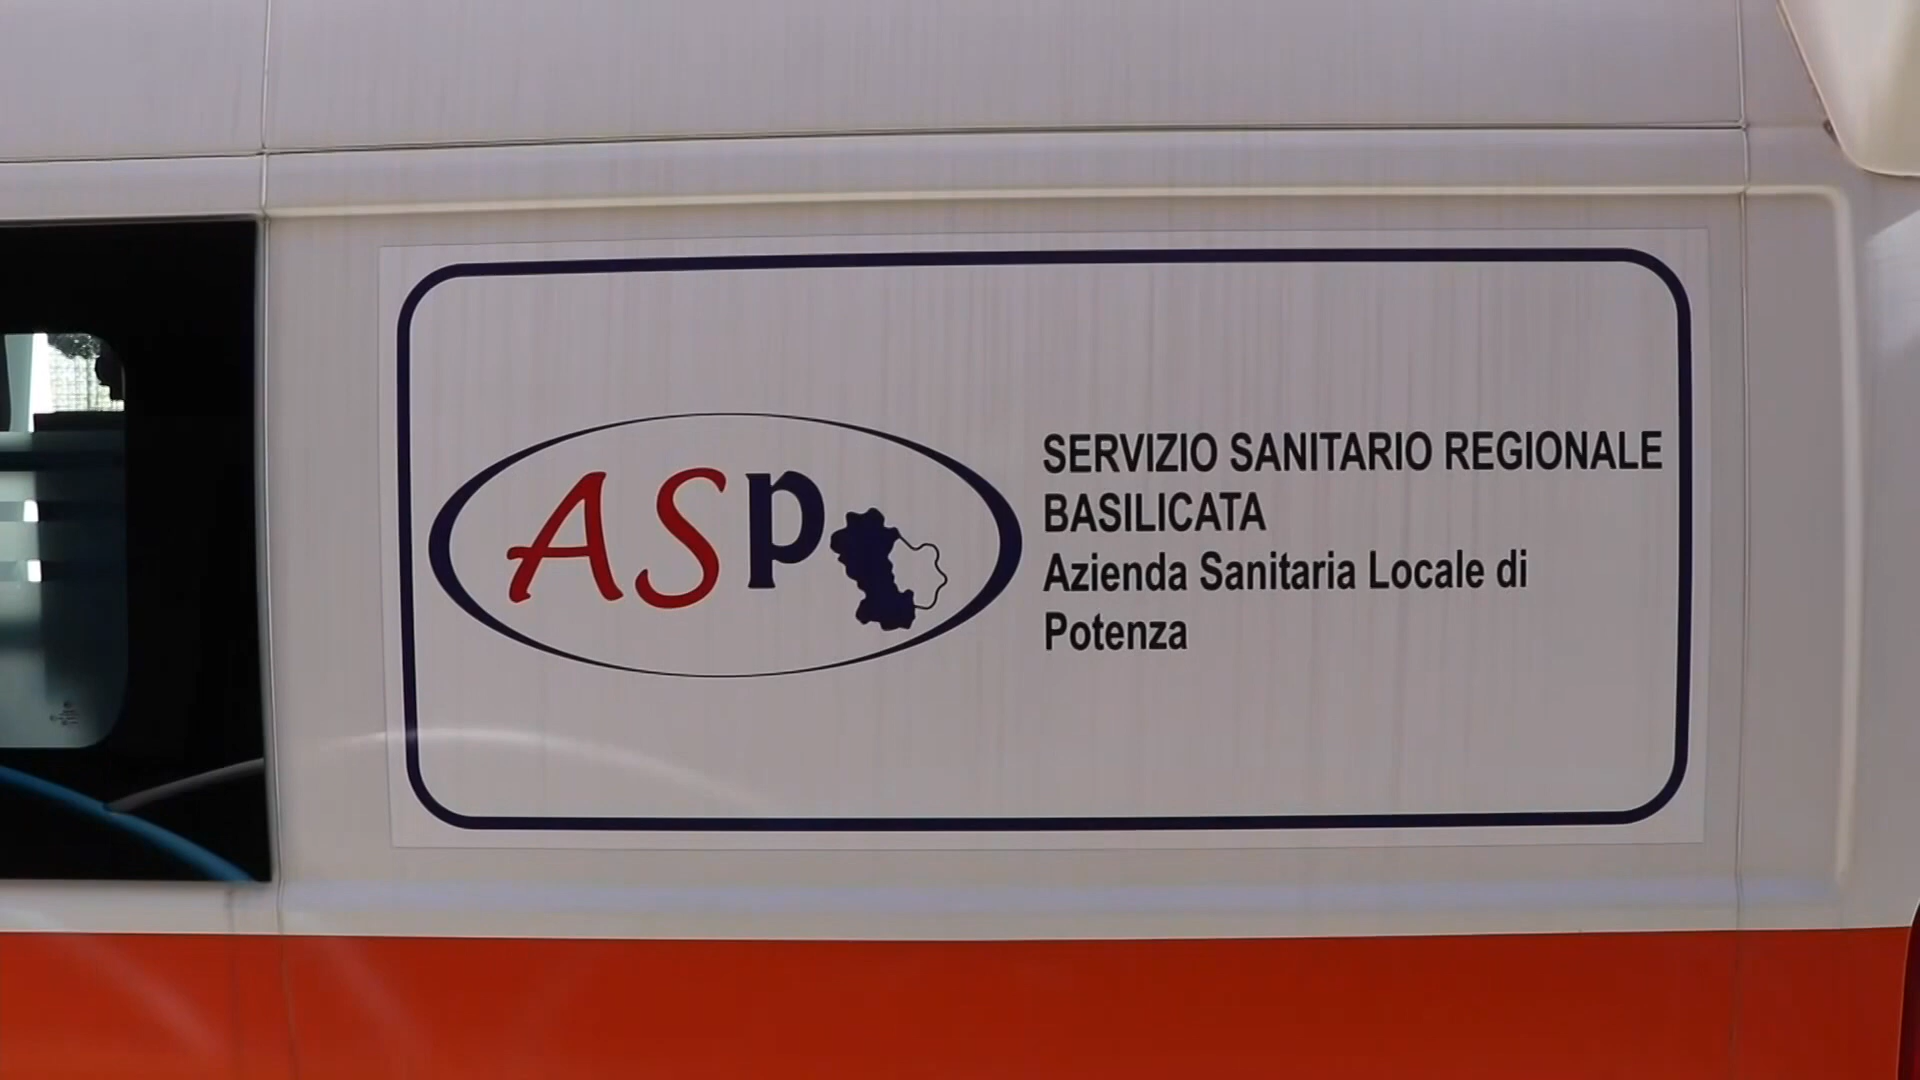 ASP
SERVIZIO SANITARIO REGIONALE
BASILICATA
Azienda Sanitaria Locale di
Potenza